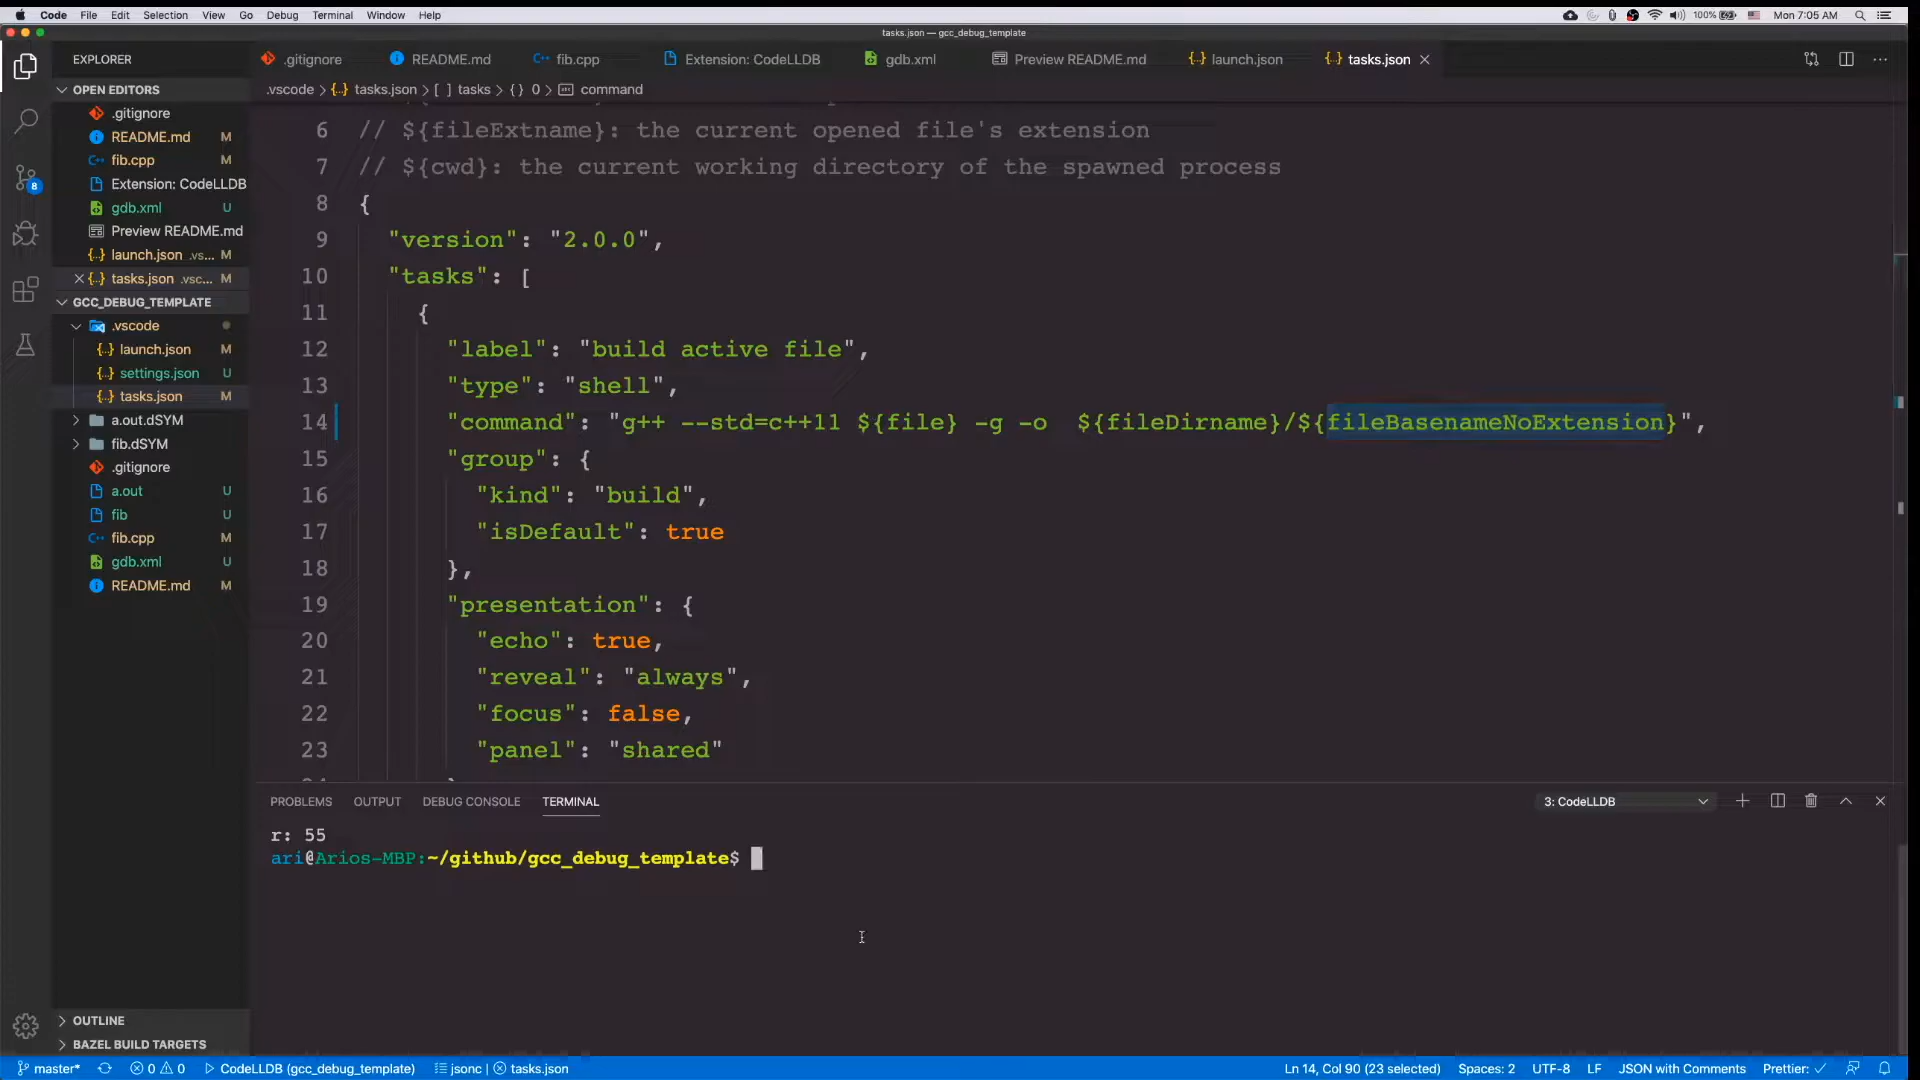 Code File Edit Selection View Go Debug Terminal Window Help
100% Mon 7:05 AM
tasks.json — gcc_debug_template
EXPLORER
.gitignore README.md fib.cpp Extension: CodeLLDB gdb.xml Preview README.md launch.json tasks.json
.vscode > tasks.json > [ ] tasks > { } 0 > command
OPEN EDITORS
.gitignore
README.md M
fib.cpp M
Extension: CodeLLDB
gdb.xml U
Preview README.md
launch.json .vs... M
tasks.json .vsc... M
GCC_DEBUG_TEMPLATE
.vscode
launch.json M
settings.json U
tasks.json M
a.out.dSYM
fib.dSYM
.gitignore
a.out U
fib U
fib.cpp M
gdb.xml U
README.md M
OUTLINE
BAZEL BUILD TARGETS
8
6 // ${fileExtname}: the current opened file's extension
7 // ${cwd}: the current working directory of the spawned process
8 {
9 "version": "2.0.0",
10 "tasks": [
11 {
12 "label": "build active file",
13 "type": "shell",
14 "command": "g++ --std=c++11 ${file} -g -o  ${fileDirname}/${fileBasenameNoExtension}",
15 "group": {
16 "kind": "build",
17 "isDefault": true
18 },
19 "presentation": {
20 "echo": true,
21 "reveal": "always",
22 "focus": false,
23 "panel": "shared"
PROBLEMS OUTPUT DEBUG CONSOLE TERMINAL 3: CodeLLDB
r: 55
ari@Arios-MBP:~/github/gcc_debug_template$
master* 0 0 CodeLLDB (gcc_debug_template) jsonc | tasks.json Ln 14, Col 90 (23 selected) Spaces: 2 UTF-8 LF JSON with Comments Prettier: ✓